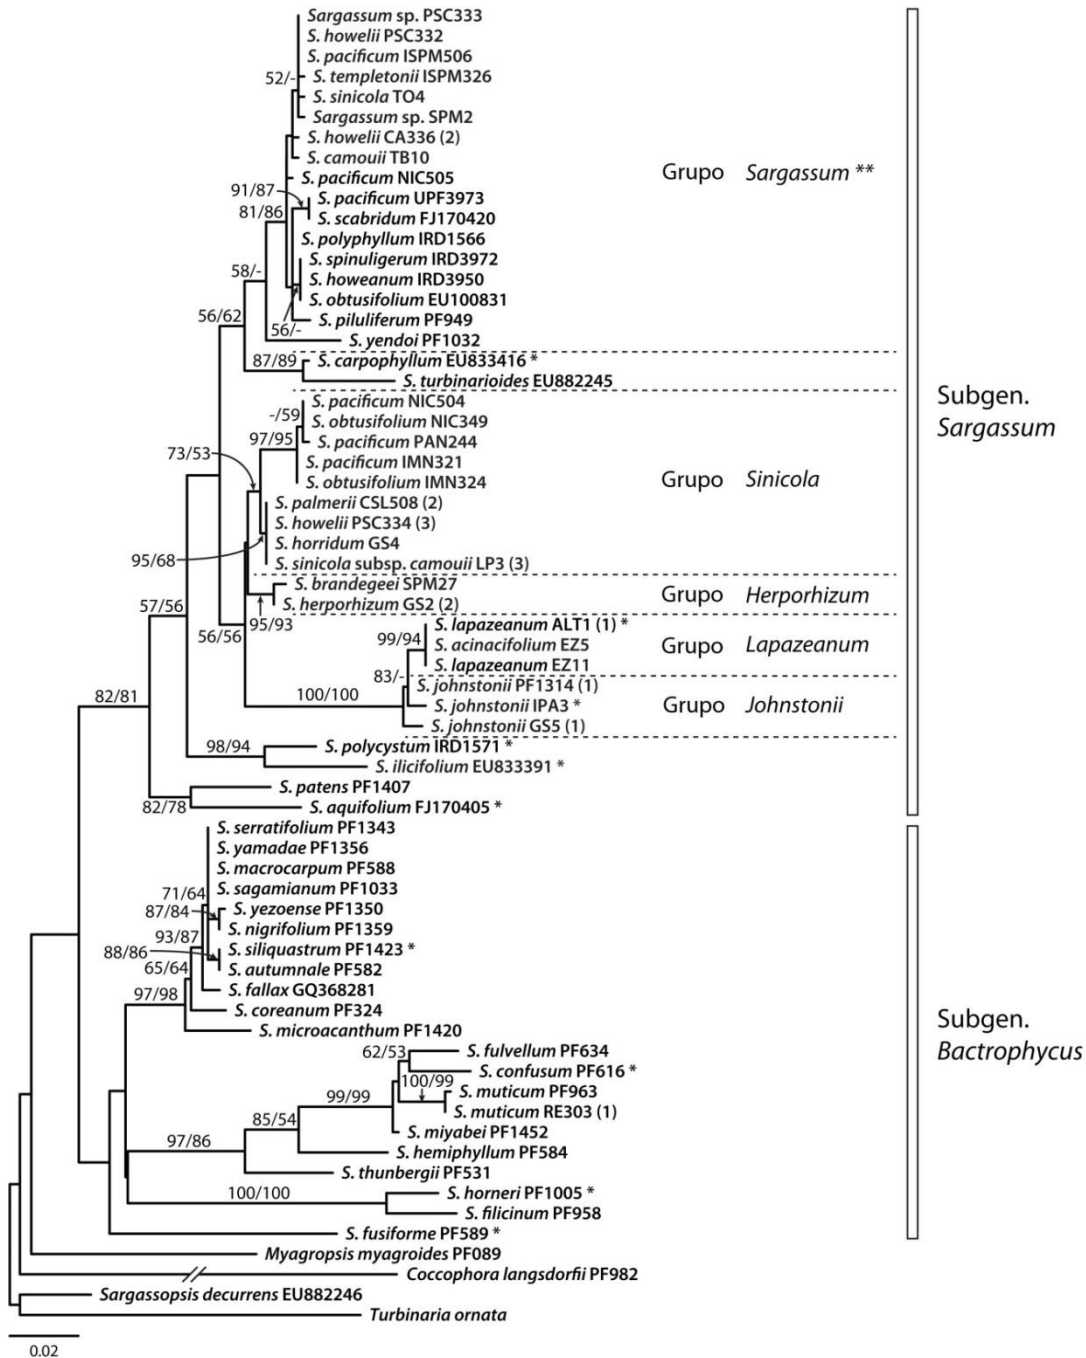 Sargassum sp. PSC333
S. howelii PSC332
S. pacificum ISPM506
52/-
S. templetonii ISPM326
S. sinicola TO4
Sargassum sp. SPM2
S. howelii CA336 (2)
S. camouii TB10
Grupo Sargassum **
S. pacificum NIC505
91/87
S. pacificum UPF3973
81/86
S. scabridum FJ170420
S. polyphyllum IRD1566
S. spinuligerum IRD3972
58/-
S. howeanum IRD3950
S. obtusifolium EU100831
56/62
S. piluliferum PF949
56/-
S. yendoi PF1032
87/89
S. carpophyllum EU833416 *
S. turbinarioides EU882245
Subgen.
Sargassum
S. pacificum NIC504
-/59
S. obtusifolium NIC349
97/95
S. pacificum PAN244
73/53
S. pacificum IMN321
S. obtusifolium IMN324
Grupo Sinicola
S. palmerii CSL508 (2)
S. howelii PSC334 (3)
S. horridum GS4
95/68
S. sinicola subsp. camouii LP3 (3)
S. brandegeei SPM27
Grupo Herporhizum
S. herporhizum GS2 (2)
57/56
56/56
95/93
S. lapazeanum ALT1 (1) *
99/94
S. acinacifolium EZ5
Grupo Lapazeanum
S. lapazeanum EZ11
83/-
S. johnstonii PF1314 (1)
82/81
100/100
S. johnstonii IPA3 *
Grupo Johnstonii
S. johnstonii GS5 (1)
98/94
S. polycystum IRD1571 *
S. ilicifolium EU833391 *
S. patens PF1407
82/78
S. aquifolium FJ170405 *
S. serratifolium PF1343
S. yamadae PF1356
S. macrocarpum PF588
S. sagamianum PF1033
71/64
87/84
S. yezoense PF1350
S. nigrifolium PF1359
93/87
88/86
S. siliquastrum PF1423 *
65/64
S. autumnale PF582
S. fallax GQ368281
97/98
S. coreanum PF324
S. microacanthum PF1420
Subgen.
Bactrophycus
62/53
S. fulvellum PF634
S. confusum PF616 *
100/99
S. muticum PF963
99/99
S. muticum RE303 (1)
85/54
S. miyabei PF1452
97/86
S. hemiphyllum PF584
S. thunbergii PF531
100/100
S. horneri PF1005 *
S. filicinum PF958
S. fusiforme PF589 *
Myagropsis myagroides PF089
Coccophora langsdorfii PF982
Sargassopsis decurrens EU882246
Turbinaria ornata
0.02